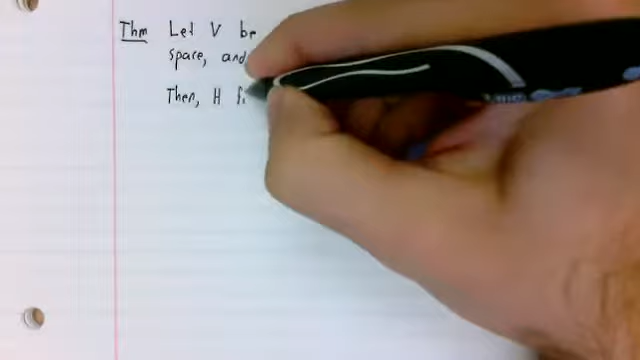 Thm Let V be
space, and
Then, H